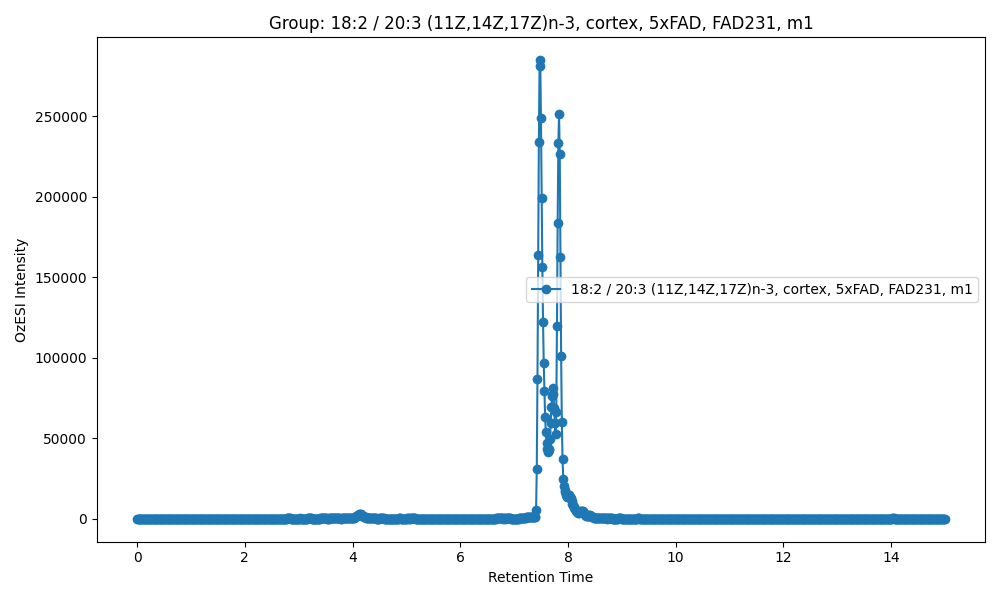 Group: 18:2 / 20:3 (11Z,14Z,17Z)n-3, cortex, 5xFAD, FAD231, m1
250000
200000
150000
100000
50000
0
OzESI Intensity
18:2 / 20:3 (11Z,14Z,17Z)n-3, cortex, 5xFAD, FAD231, m1
0 2 4 6 8 10 12 14
Retention Time